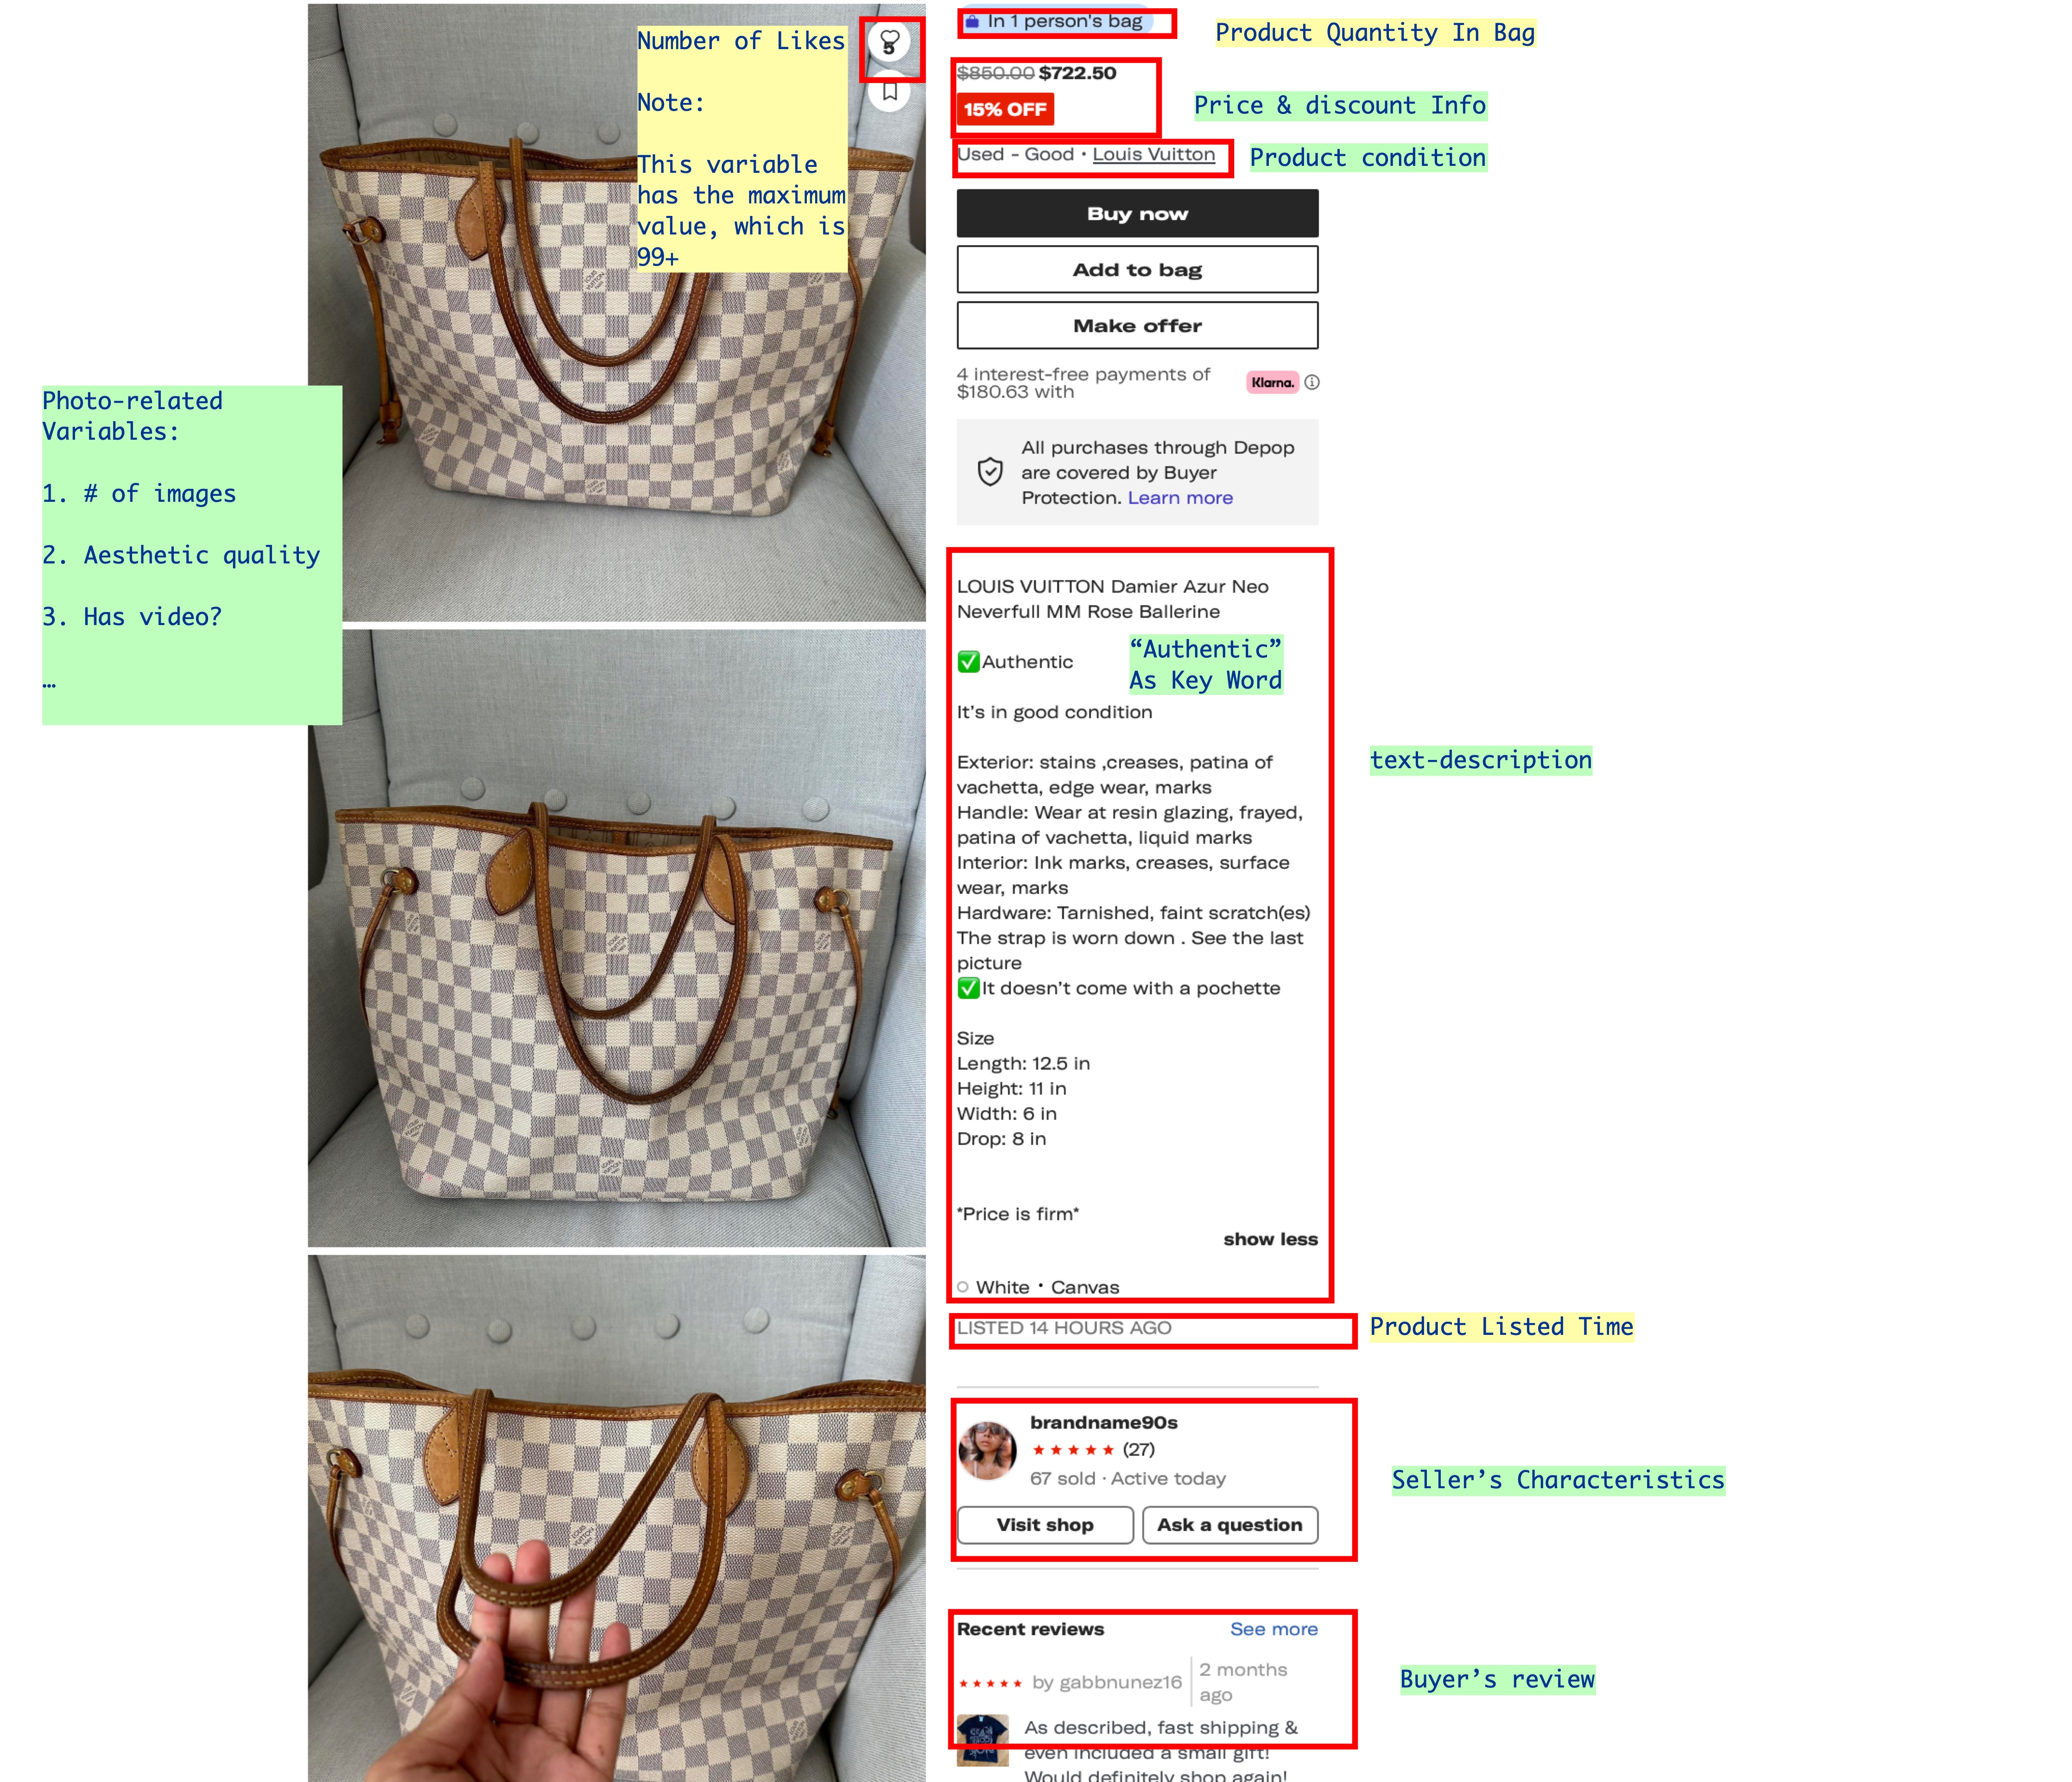 Number of Likes
Note:
This variable
has the maximum
value, which is
99+
5
Photo-related
Variables:
1. # of images
2. Aesthetic quality
3. Has video?
…
In 1 person's bag
Product Quantity In Bag
$850.00 $722.50
15% OFF
Price & discount Info
Used - Good • Louis Vuitton
Product condition
Buy now
Add to bag
Make offer
4 interest-free payments of
$180.63 with
Klarna.
All purchases through Depop
are covered by Buyer
Protection. Learn more
LOUIS VUITTON Damier Azur Neo
Neverfull MM Rose Ballerine
✅Authentic
“Authentic”
As Key Word
It's in good condition
Exterior: stains ,creases, patina of
vachetta, edge wear, marks
Handle: Wear at resin glazing, frayed,
patina of vachetta, liquid marks
Interior: Ink marks, creases, surface
wear, marks
Hardware: Tarnished, faint scratch(es)
The strap is worn down . See the last
picture
✅It doesn't come with a pochette
text-description
Size
Length: 12.5 in
Height: 11 in
Width: 6 in
Drop: 8 in
*Price is firm*
show less
White • Canvas
LISTED 14 HOURS AGO
Product Listed Time
brandname90s
★★★★★ (27)
67 sold · Active today
Visit shop
Ask a question
Seller’s Characteristics
Recent reviews
See more
★★★★★ by gabbnunez16
2 months
ago
As described, fast shipping &
even included a small gift!
Would definitely shop again!
Buyer’s review